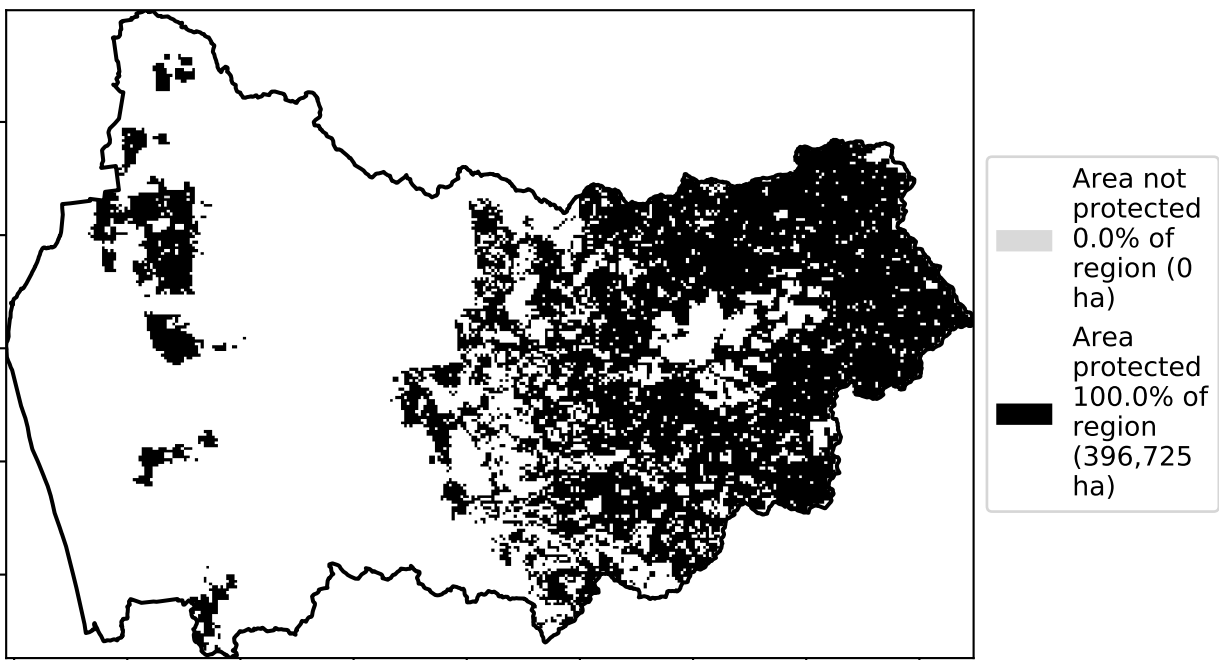 Area not
protected
0.0% of
region (0
ha)
Area
protected
100.0% of
region
(396,725
ha)